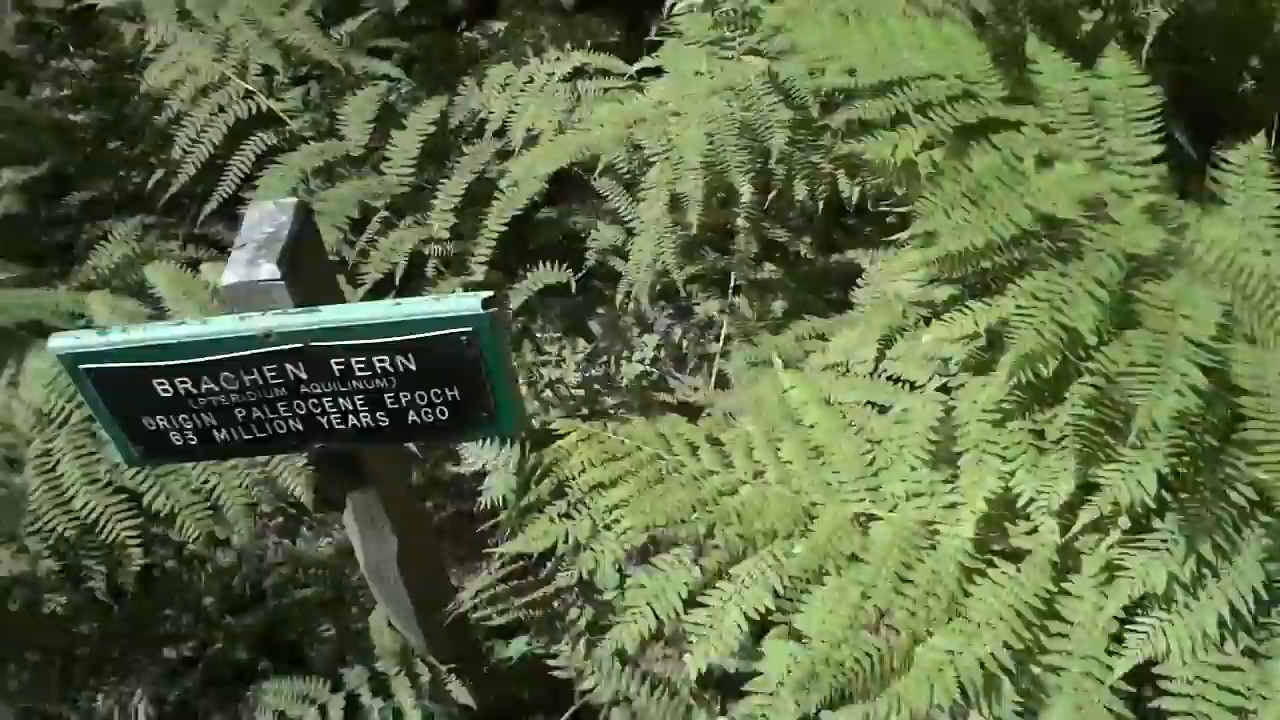 BRACHEN FERN
(PTERIDIUM AQUILINUM)
ORIGIN PALEOCENE EPOCH
63 MILLION YEARS AGO